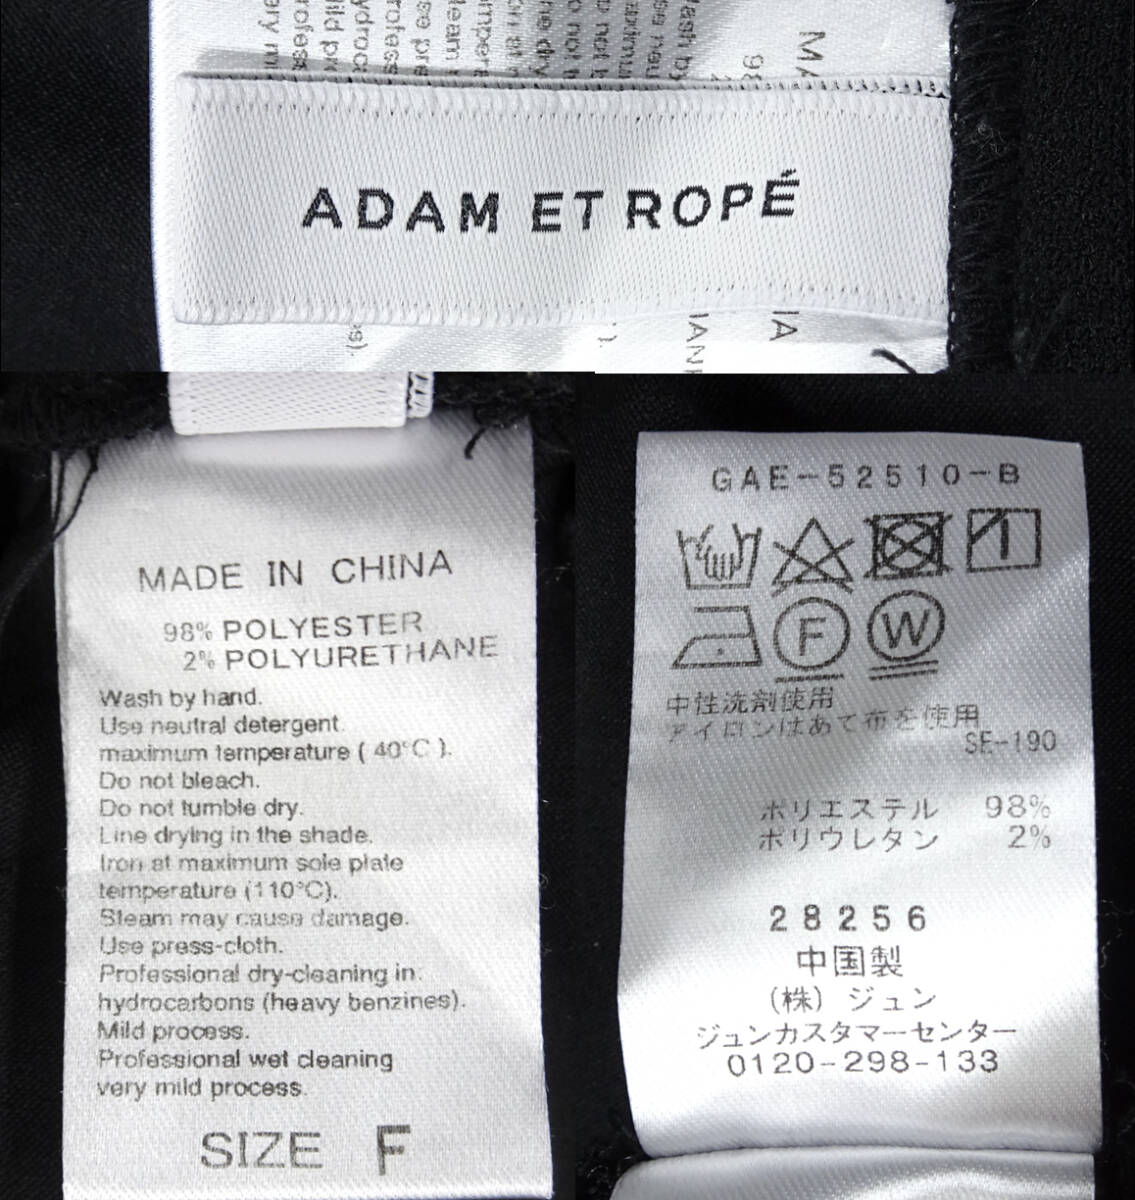 ADAM ET ROPÉ
MADE IN CHINA
98% POLYESTER
2% POLYURETHANE
Wash by hand.
Use neutral detergent.
maximum temperature ( 40°C ).
Do not bleach.
Do not tumble dry.
Line drying in the shade.
Iron at maximum sole plate
temperature (110°C).
Steam may cause damage.
Use press-cloth.
Professional dry-cleaning in:
hydrocarbons (heavy benzines).
Mild process.
Professional wet cleaning
very mild process.
SIZE F
GAE-52510-B
F W
中性洗剤使用
アイロンはあて布を使用
SE-190
ポリエステル 98%
ポリウレタン 2%
28256
中国製
(株) ジュン
ジュンカスタマーセンター
0120-298-133